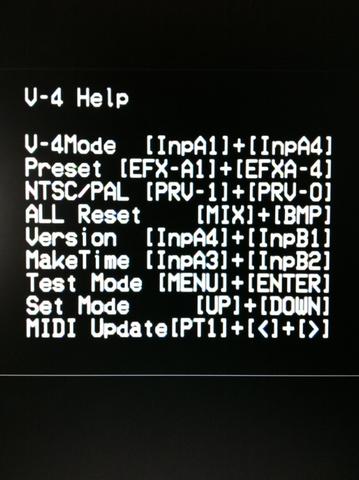 V-4 Help
V-4Mode [InpA1]+[InpA4]
Preset [EFX-A1]+[EFXA-4]
NTSC/PAL [PRV-1]+[PRV-O]
ALL Reset [MIX]+[BMP]
Version [InpA4]+[InpB1]
MakeTime [InpA3]+[InpB2]
Test Mode [MENU]+[ENTER]
Set Mode [UP]+[DOWN]
MIDI Update[PT1]+[<]+[>]